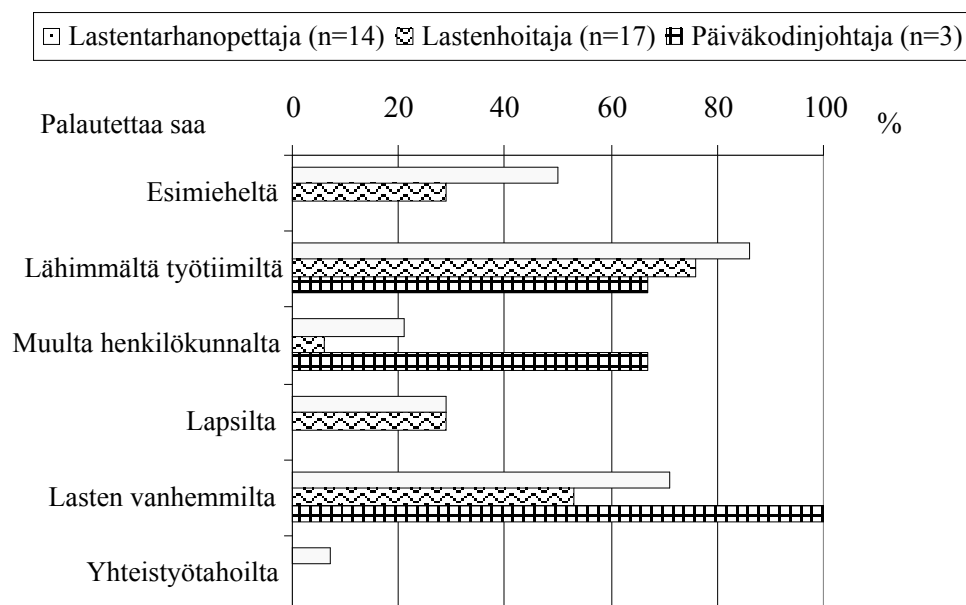 Lastentarhanopettaja (n=14) Lastenhoitaja (n=17) Päiväkodinjohtaja (n=3)
0 20 40 60 80 100
Palautettaa saa %
Esimieheltä
Lähimmältä työtiimiltä
Muulta henkilökunnalta
Lapsilta
Lasten vanhemmilta
Yhteistyötahoilta